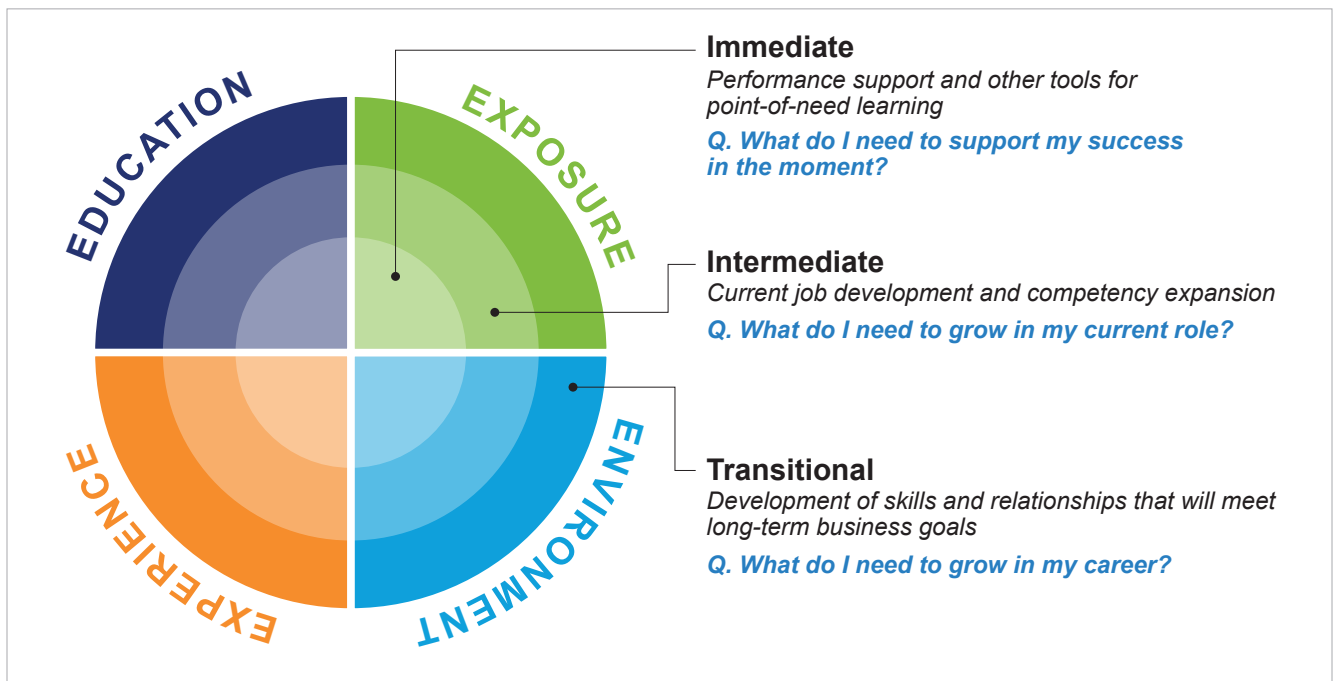 EDUCATION
EXPOSURE
EXPERIENCE
ENVIRONMENT
Immediate
Performance support and other tools for
point-of-need learning
Q. What do I need to support my success
in the moment?
Intermediate
Current job development and competency expansion
Q. What do I need to grow in my current role?
Transitional
Development of skills and relationships that will meet
long-term business goals
Q. What do I need to grow in my career?